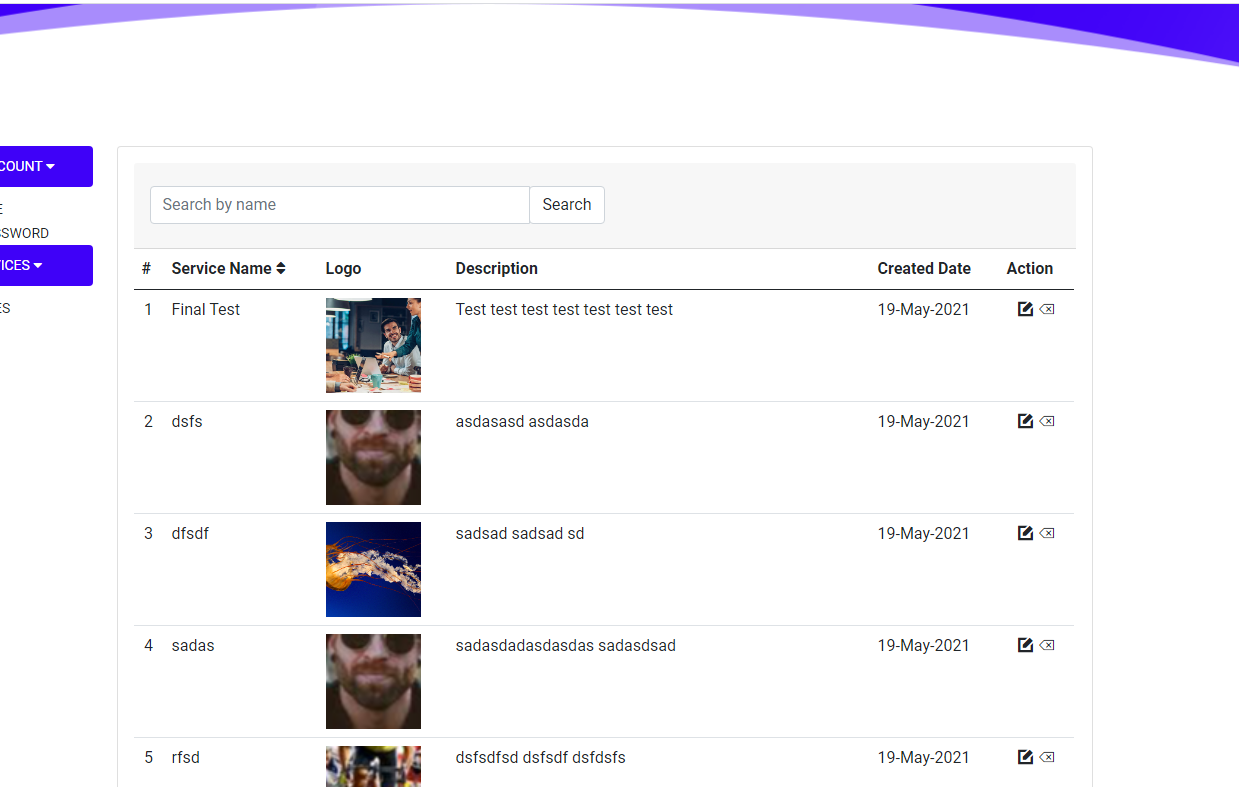 COUNT
E
SSWORD
ICES
ES
Search by name
Search
# Service Name Logo Description Created Date Action
1 Final Test Test test test test test test test 19-May-2021
2 dsfs asdasasd asdasda 19-May-2021
3 dfsdf sadsad sadsad sd 19-May-2021
4 sadas sadasdadasdasdas sadasdsad 19-May-2021
5 rfsd dsfsdfsd dsfsdf dsfdsfs 19-May-2021